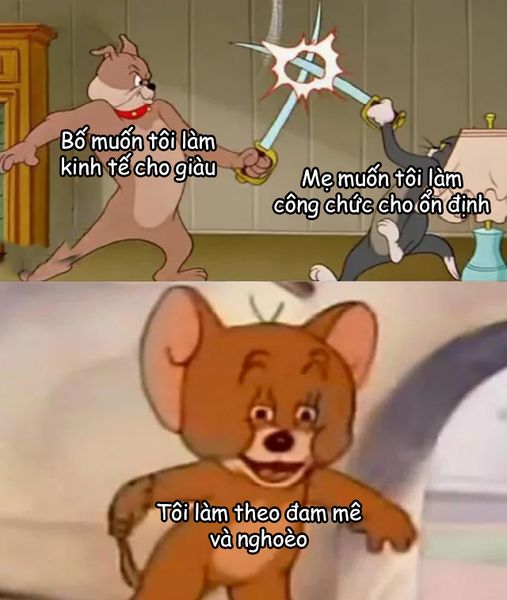 Bố muốn tôi làm
kinh tế cho giàu
Mẹ muốn tôi làm
công chức cho ổn định
Tôi làm theo đam mê
và nghoèo